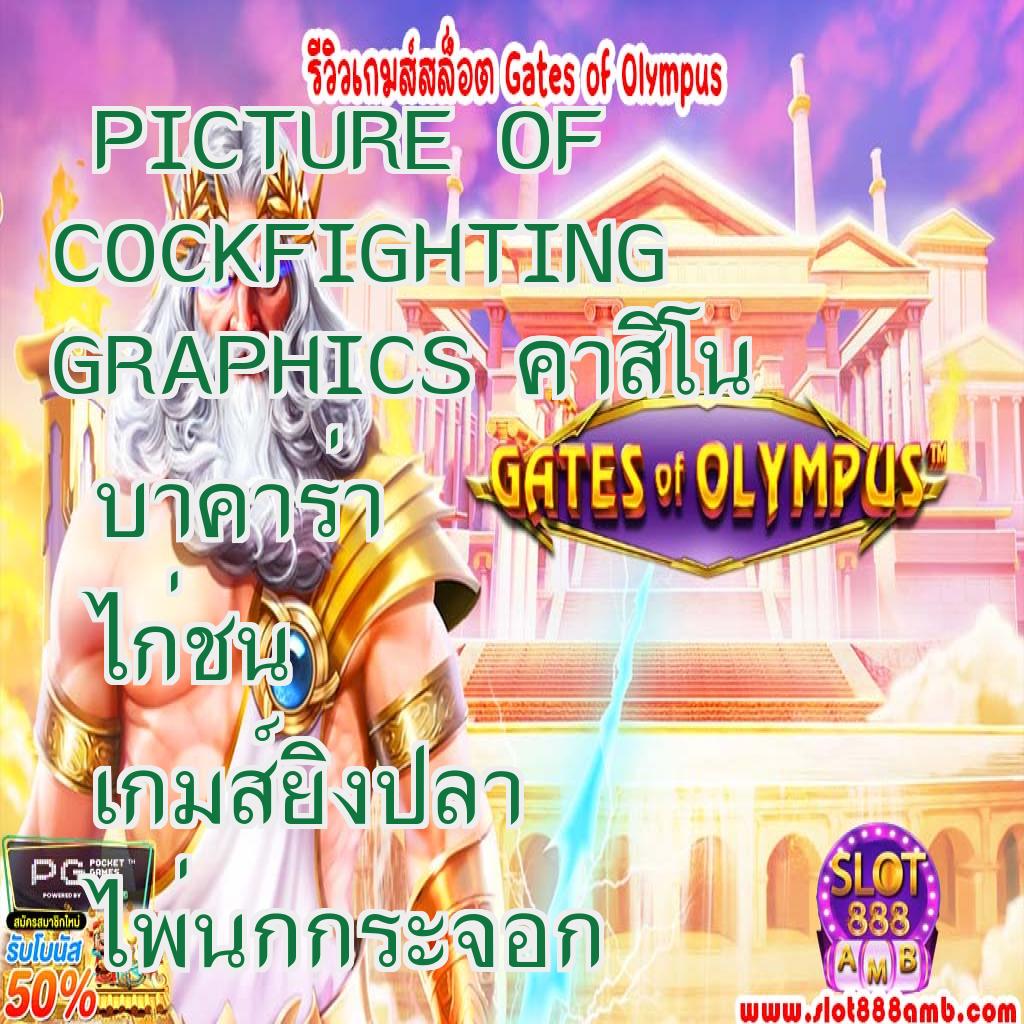 รีวิวเกมส์สล็อต Gates of Olympus
PICTURE OF
COCKFIGHTING
GRAPHICS คาสิโน
บาคาร่า
ไก่ชน
เกมส์ยิงปลา
ไพ่นกกระจอก
GATES of OLYMPUS™
PG POCKET GAMES™
POWERED BY
สมัครสมาชิกใหม่
รับโบนัส
50%
SLOT
888
AMB
www.slot888amb.com